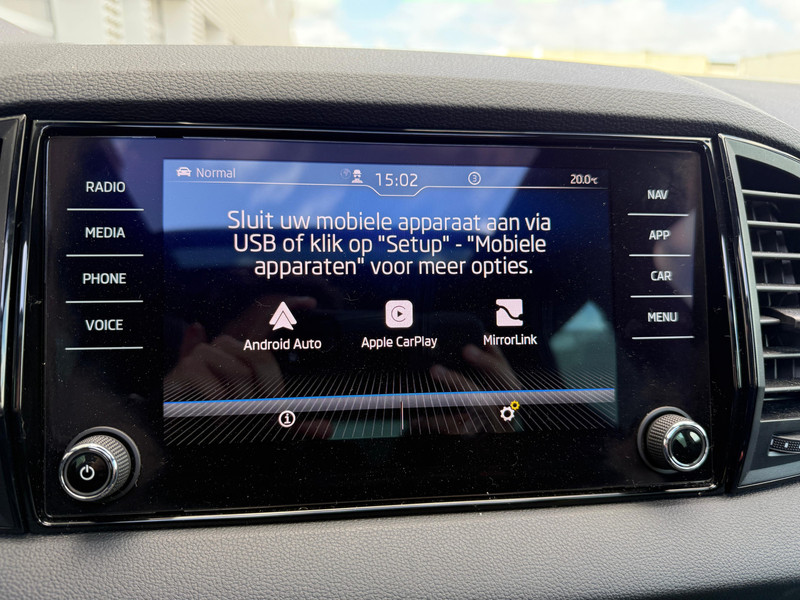 Normal
15:02
3
20.0°C
RADIO
MEDIA
PHONE
VOICE
Sluit uw mobiele apparaat aan via
USB of klik op "Setup" - "Mobiele
apparaten" voor meer opties.
Android Auto
Apple CarPlay
MirrorLink
NAV
APP
CAR
MENU